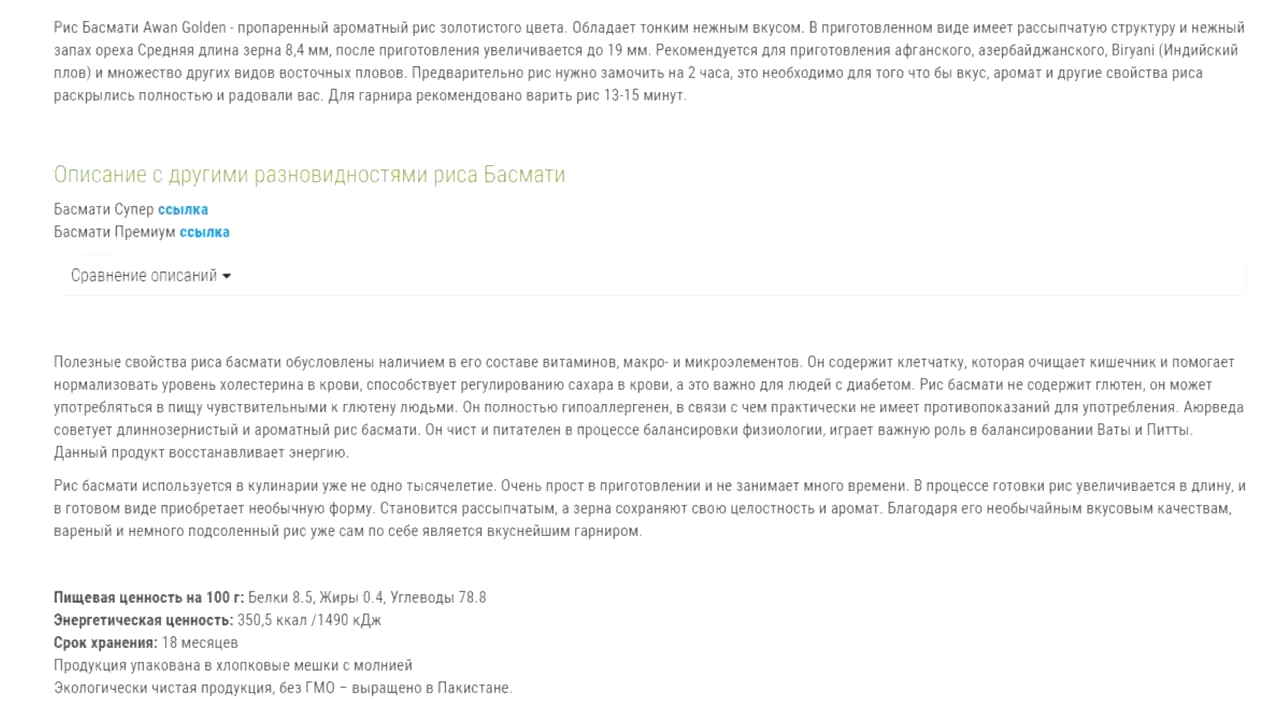 Рис Басмати Awan Golden - пропаренный ароматный рис золотистого цвета. Обладает тонким нежным вкусом. В приготовленном виде имеет рассыпчатую структуру и нежный
запах ореха Средняя длина зерна 8,4 мм, после приготовления увеличивается до 19 мм. Рекомендуется для приготовления афганского, азербайджанского, Biryani (Индийский
плов) и множество других видов восточных пловов. Предварительно рис нужно замочить на 2 часа, это необходимо для того что бы вкус, аромат и другие свойства риса
раскрылись полностью и радовали вас. Для гарнира рекомендовано варить рис 13-15 минут.
Описание с другими разновидностями риса Басмати
Басмати Супер ссылка
Басмати Премиум ссылка
Сравнение описаний
Полезные свойства риса басмати обусловлены наличием в его составе витаминов, макро- и микроэлементов. Он содержит клетчатку, которая очищает кишечник и помогает
нормализовать уровень холестерина в крови, способствует регулированию сахара в крови, а это важно для людей с диабетом. Рис басмати не содержит глютен, он может
употребляться в пищу чувствительными к глютену людьми. Он полностью гипоаллергенен, в связи с чем практически не имеет противопоказаний для употребления. Аюрведа
советует длиннозернистый и ароматный рис басмати. Он чист и питателен в процессе балансировки физиологии, играет важную роль в балансировании Ваты и Питты.
Данный продукт восстанавливает энергию.
Рис басмати используется в кулинарии уже не одно тысячелетие. Очень прост в приготовлении и не занимает много времени. В процессе готовки рис увеличивается в длину, и
в готовом виде приобретает необычную форму. Становится рассыпчатым, а зерна сохраняют свою целостность и аромат. Благодаря его необычайным вкусовым качествам,
вареный и немного подсоленный рис уже сам по себе является вкуснейшим гарниром.
Пищевая ценность на 100 г: Белки 8.5, Жиры 0.4, Углеводы 78.8
Энергетическая ценность: 350,5 ккал /1490 кДж
Срок хранения: 18 месяцев
Продукция упакована в хлопковые мешки с молнией
Экологически чистая продукция, без ГМО – выращено в Пакистане.